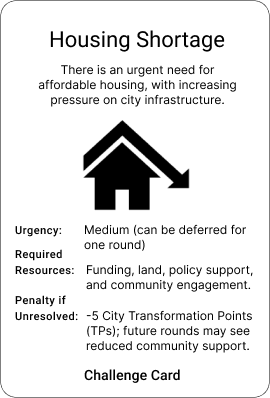 Housing Shortage
There is an urgent need for
affordable housing, with increasing
pressure on city infrastructure.
Urgency: Medium (can be deferred for
one round)
Required
Resources: Funding, land, policy support,
and community engagement.
Penalty if
Unresolved: -5 City Transformation Points
(TPs); future rounds may see
reduced community support.
Challenge Card